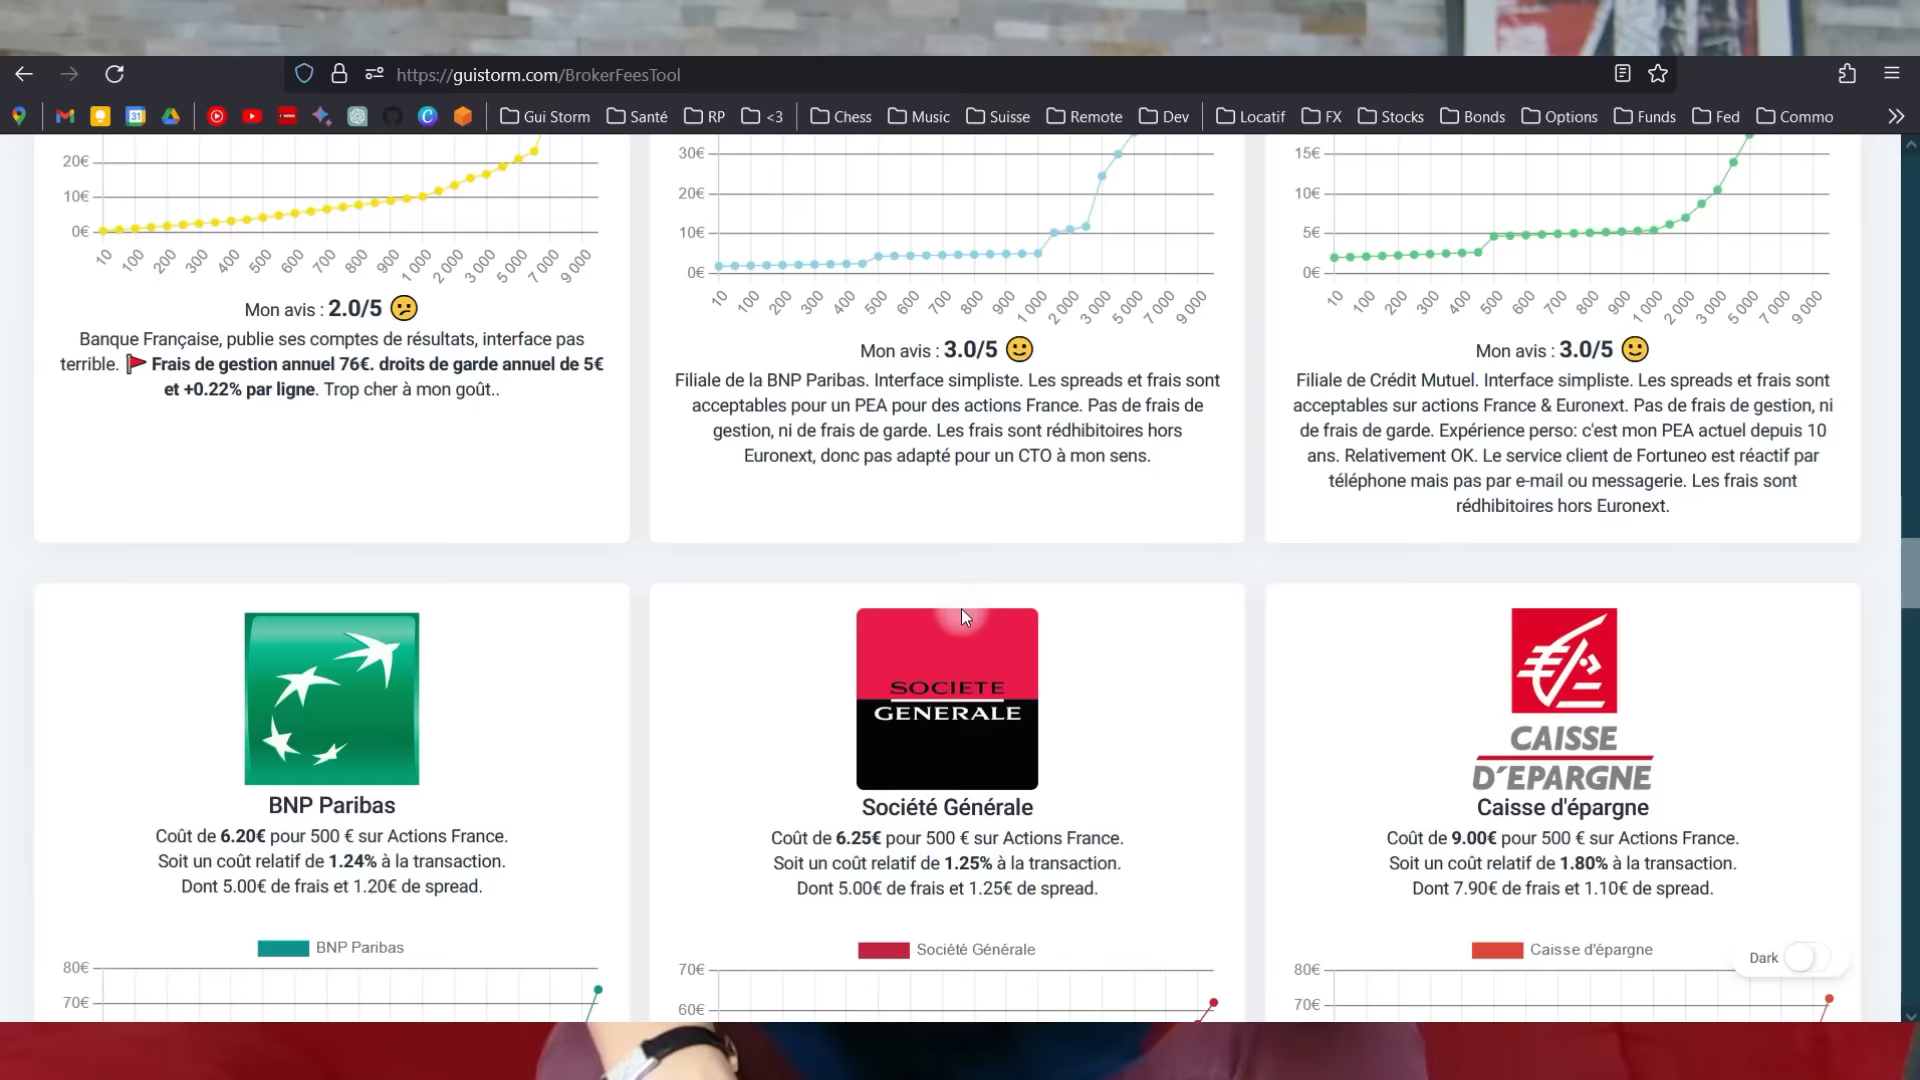 https://guistorm.com/BrokerFeesTool
Gui Storm
Santé
RP
<3
Chess
Music
Suisse
Remote
Dev
Locatif
FX
Stocks
Bonds
Options
Funds
Fed
Commo
20€
10€
0€
10
100
200
300
400
500
600
700
800
900
1 000
2 000
3 000
5 000
7 000
9 000
Mon avis : 2.0/5
Banque Française, publie ses comptes de résultats, interface pas
terrible. Frais de gestion annuel 76€. droits de garde annuel de 5€
et +0.22% par ligne. Trop cher à mon goût..
30€
20€
10€
0€
10
100
200
300
400
500
600
700
800
900
1 000
2 000
3 000
5 000
7 000
9 000
Mon avis : 3.0/5
Filiale de la BNP Paribas. Interface simpliste. Les spreads et frais sont
acceptables pour un PEA pour des actions France. Pas de frais de
gestion, ni de frais de garde. Les frais sont rédhibitoires hors
Euronext, donc pas adapté pour un CTO à mon sens.
15€
10€
5€
0€
10
100
200
300
400
500
600
700
800
900
1 000
2 000
3 000
5 000
7 000
9 000
Mon avis : 3.0/5
Filiale de Crédit Mutuel. Interface simpliste. Les spreads et frais sont
acceptables sur actions France & Euronext. Pas de frais de gestion, ni
de frais de garde. Expérience perso: c'est mon PEA actuel depuis 10
ans. Relativement OK. Le service client de Fortuneo est réactif par
téléphone mais pas par e-mail ou messagerie. Les frais sont
rédhibitoires hors Euronext.
BNP Paribas
Coût de 6.20€ pour 500 € sur Actions France.
Soit un coût relatif de 1.24% à la transaction.
Dont 5.00€ de frais et 1.20€ de spread.
BNP Paribas
80€
70€
SOCIETE
GENERALE
Société Générale
Coût de 6.25€ pour 500 € sur Actions France.
Soit un coût relatif de 1.25% à la transaction.
Dont 5.00€ de frais et 1.25€ de spread.
Société Générale
70€
60€
CAISSE
D'EPARGNE
Caisse d'épargne
Coût de 9.00€ pour 500 € sur Actions France.
Soit un coût relatif de 1.80% à la transaction.
Dont 7.90€ de frais et 1.10€ de spread.
Caisse d'épargne
80€
70€
Dark